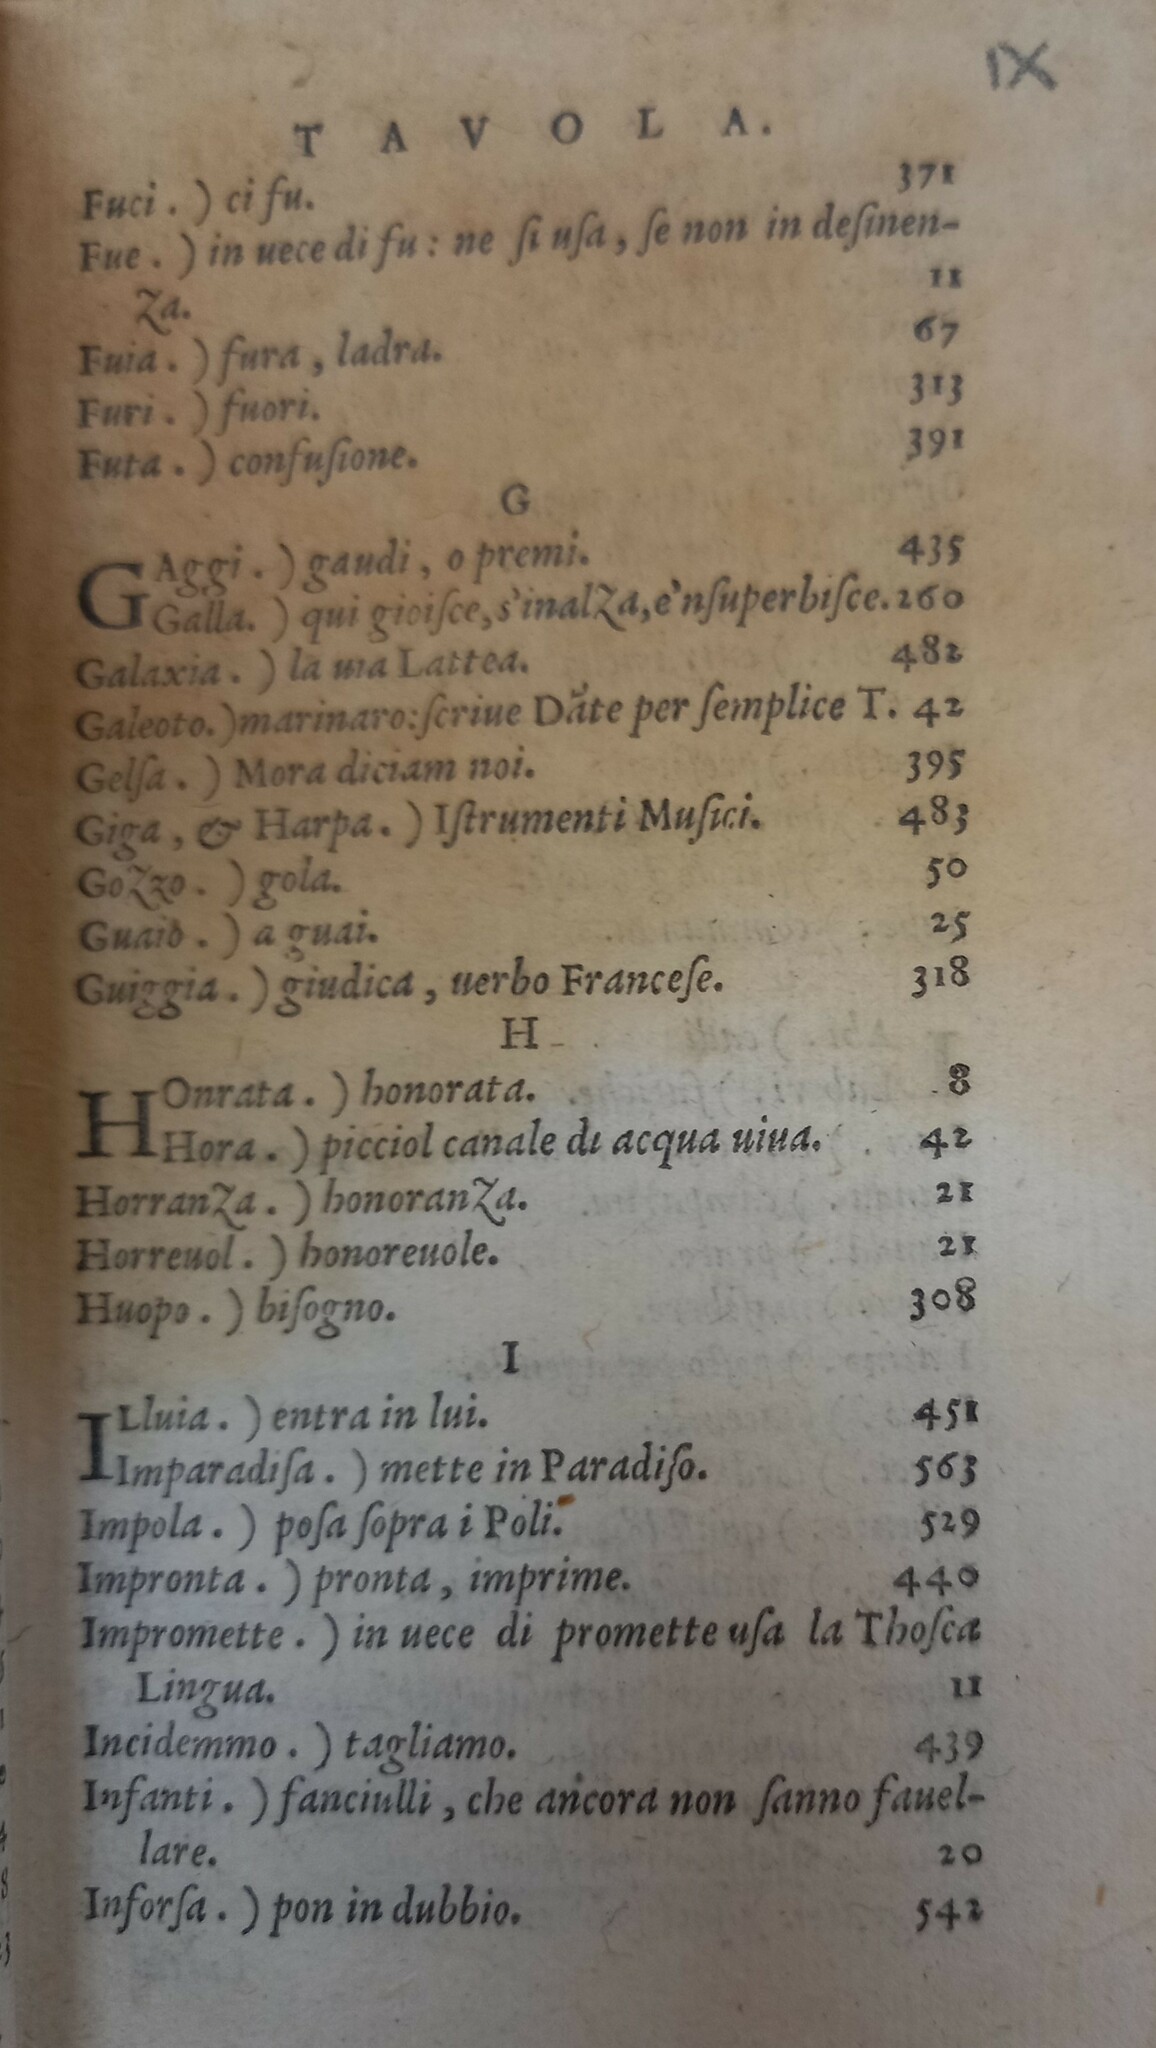 IX
TAVOLA.
Fuci . ) ci fu. 371
Fue . ) in uece di fu : ne ſi uſa , ſe non in deſinen-
za. 11
Fuia . ) fura , ladra. 67
Furi . ) fuori. 313
Futa . ) confuſione. 391
G
GAggi . ) gaudi , o premi. 435
Galla. ) qui gioiſce, s'inalza, e'nſuperbiſce. 260
Galaxia . ) la uia Lattea. 482
Galeoto. ) marinaro: ſcriue Dãte per ſemplice T. 42
Gelſa . ) Mora diciam noi. 395
Giga , & Harpa. ) Iſtrumenti Muſici. 483
Gozzo . ) gola. 50
Guaio . ) a guai. 25
Guiggia . ) giudica , uerbo Franceſe. 318
H
HOnrata . ) honorata. 8
Hora . ) picciol canale di acqua uiua. 42
Horranza . ) honoranza. 21
Horreuol . ) honoreuole. 21
Huopo . ) biſogno. 308
I
ILluia . ) entra in lui. 451
Imparadiſa . ) mette in Paradiſo. 563
Impola . ) poſa ſopra i Poli. 529
Impronta . ) pronta , imprime. 440
Impromette . ) in uece di promette uſa la Thoſca
Lingua. 11
Incidemmo . ) tagliamo. 439
Infanti . ) fanciulli , che ancora non ſanno fauel-
lare. 20
Inforſa . ) pon in dubbio. 542